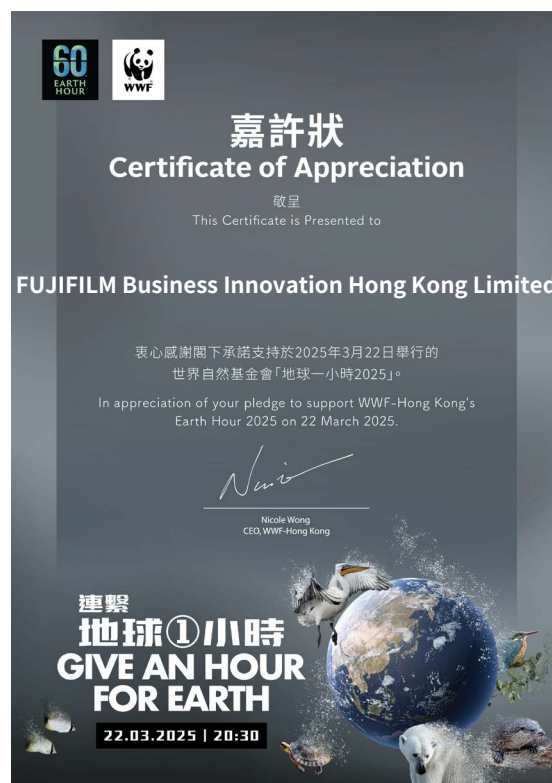 60
EARTH
HOUR
WWF
嘉許狀
Certificate of Appreciation
敬呈
This Certificate is Presented to
FUJIFILM Business Innovation Hong Kong Limited
衷心感謝閣下承諾支持於2025年3月22日舉行的
世界自然基金會「地球一小時2025」。
In appreciation of your pledge to support WWF-Hong Kong's
Earth Hour 2025 on 22 March 2025.
Nicole Wong
CEO, WWF-Hong Kong
連繫
地球①小時
GIVE AN HOUR
FOR EARTH
22.03.2025 | 20:30